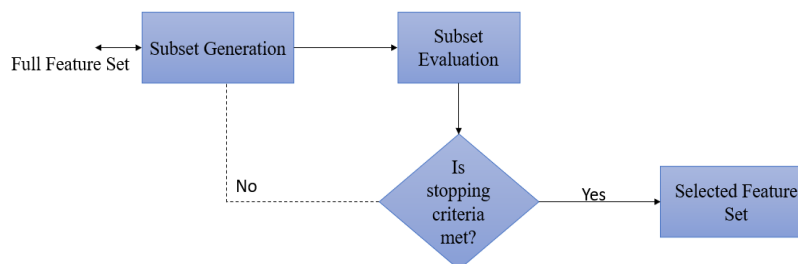 Full Feature Set
Subset Generation
Subset
Evaluation
Is
stopping
criteria
met?
No
Yes
Selected Feature
Set